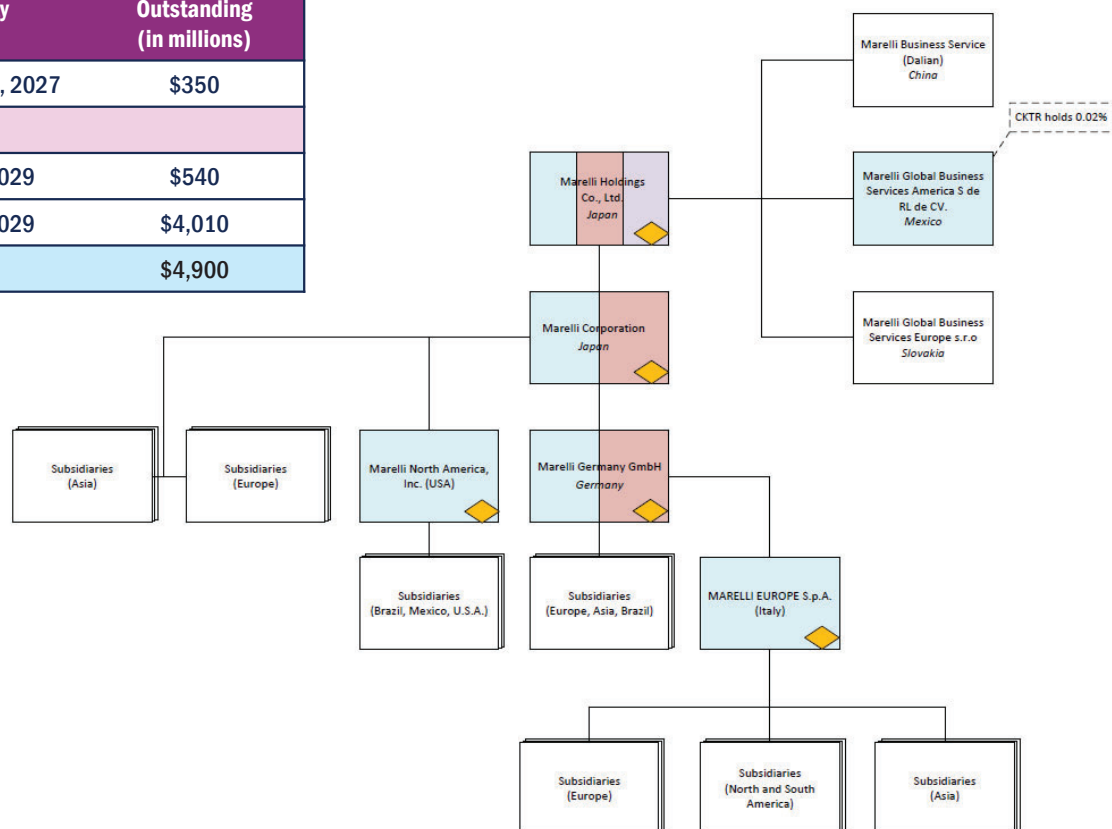 Outstanding
(in millions)
, 2027 $350
$540
$4,010
$4,900
Marelli Business Service
(Dalian)
China
CKTR holds 0.02%
Marelli Holdings
Co., Ltd.
Japan
Marelli Global Business
Services America S de
RL de CV.
Mexico
Marelli Corporation
Japan
Marelli Global Business
Services Europe s.r.o
Slovakia
Subsidiaries
(Asia)
Subsidiaries
(Europe)
Marelli North America,
Inc. (USA)
Marelli Germany GmbH
Germany
Subsidiaries
(Brazil, Mexico, U.S.A.)
Subsidiaries
(Europe, Asia, Brazil)
MARELLI EUROPE S.p.A.
(Italy)
Subsidiaries
(Europe)
Subsidiaries
(North and South
America)
Subsidiaries
(Asia)